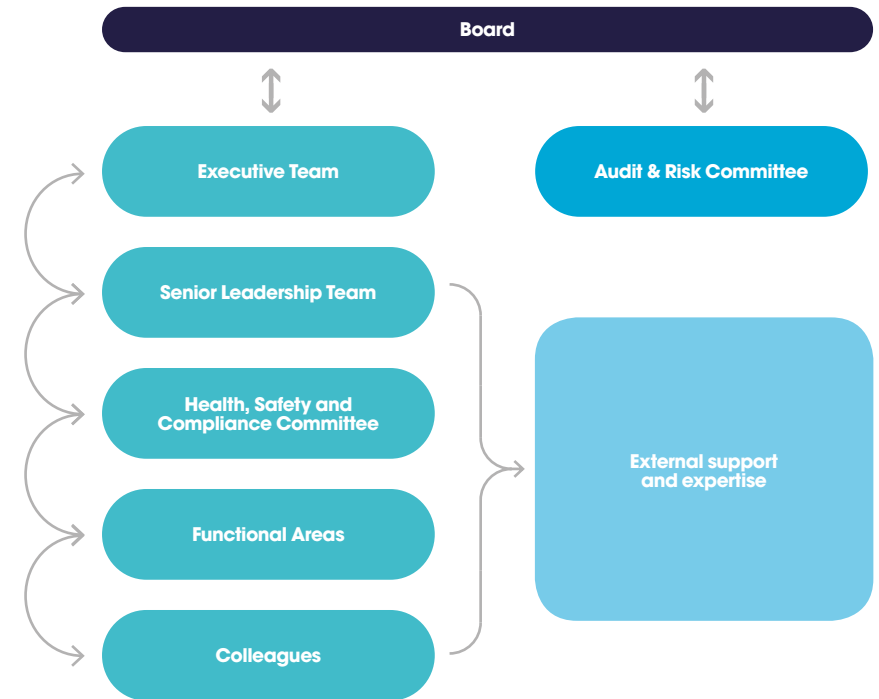 Board
Executive Team
Audit & Risk Committee
Senior Leadership Team
Health, Safety and
Compliance Committee
External support
and expertise
Functional Areas
Colleagues